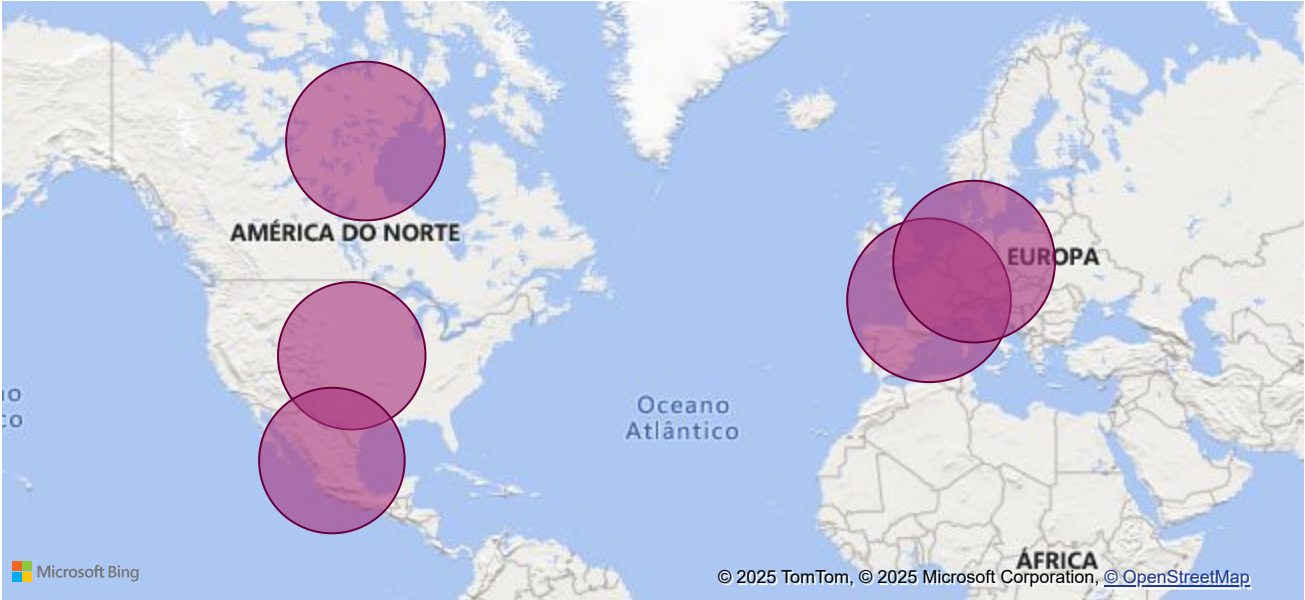 AMÉRICA DO NORTE
EUROPA
Oceano
Atlântico
ÁFRICA
Microsoft Bing
© 2025 TomTom, © 2025 Microsoft Corporation, © OpenStreetMap